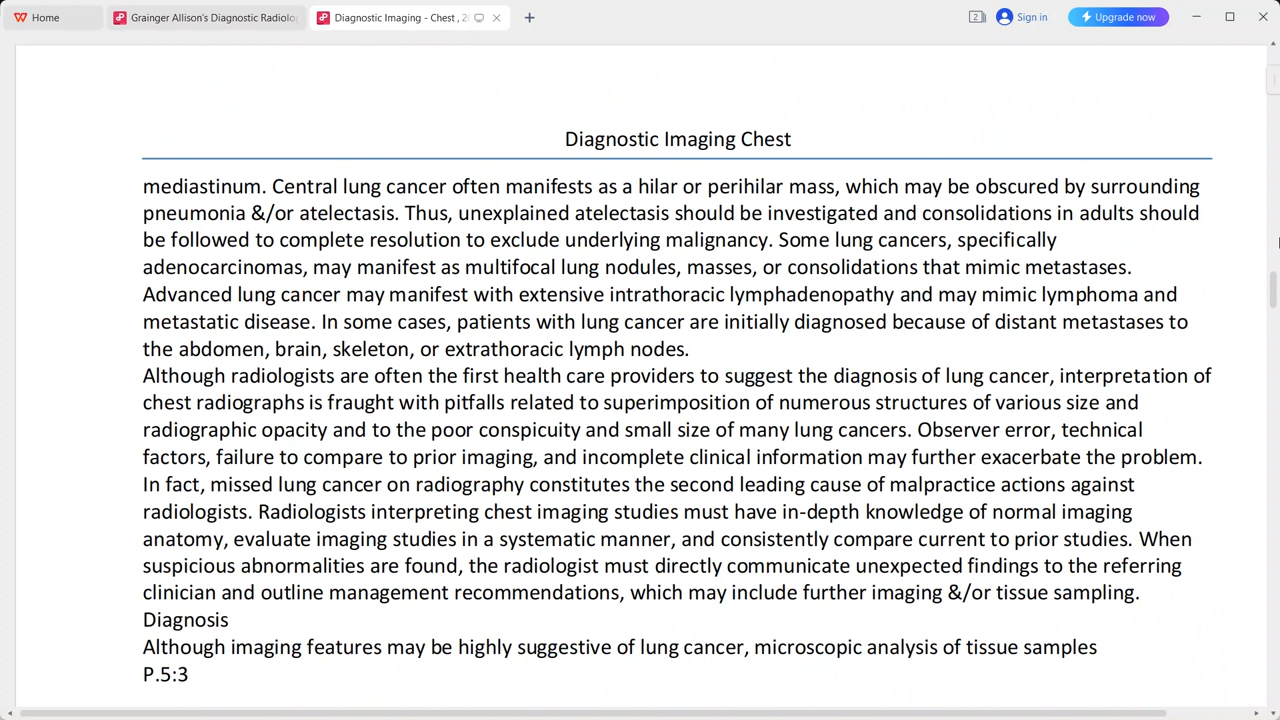 Home
Grainger Allison's Diagnostic Radiolo
Diagnostic Imaging - Chest , 2
2
Sign in
Upgrade now
Diagnostic Imaging Chest
mediastinum. Central lung cancer often manifests as a hilar or perihilar mass, which may be obscured by surrounding
pneumonia &/or atelectasis. Thus, unexplained atelectasis should be investigated and consolidations in adults should
be followed to complete resolution to exclude underlying malignancy. Some lung cancers, specifically
adenocarcinomas, may manifest as multifocal lung nodules, masses, or consolidations that mimic metastases.
Advanced lung cancer may manifest with extensive intrathoracic lymphadenopathy and may mimic lymphoma and
metastatic disease. In some cases, patients with lung cancer are initially diagnosed because of distant metastases to
the abdomen, brain, skeleton, or extrathoracic lymph nodes.
Although radiologists are often the first health care providers to suggest the diagnosis of lung cancer, interpretation of
chest radiographs is fraught with pitfalls related to superimposition of numerous structures of various size and
radiographic opacity and to the poor conspicuity and small size of many lung cancers. Observer error, technical
factors, failure to compare to prior imaging, and incomplete clinical information may further exacerbate the problem.
In fact, missed lung cancer on radiography constitutes the second leading cause of malpractice actions against
radiologists. Radiologists interpreting chest imaging studies must have in-depth knowledge of normal imaging
anatomy, evaluate imaging studies in a systematic manner, and consistently compare current to prior studies. When
suspicious abnormalities are found, the radiologist must directly communicate unexpected findings to the referring
clinician and outline management recommendations, which may include further imaging &/or tissue sampling.
Diagnosis
Although imaging features may be highly suggestive of lung cancer, microscopic analysis of tissue samples
P.5:3